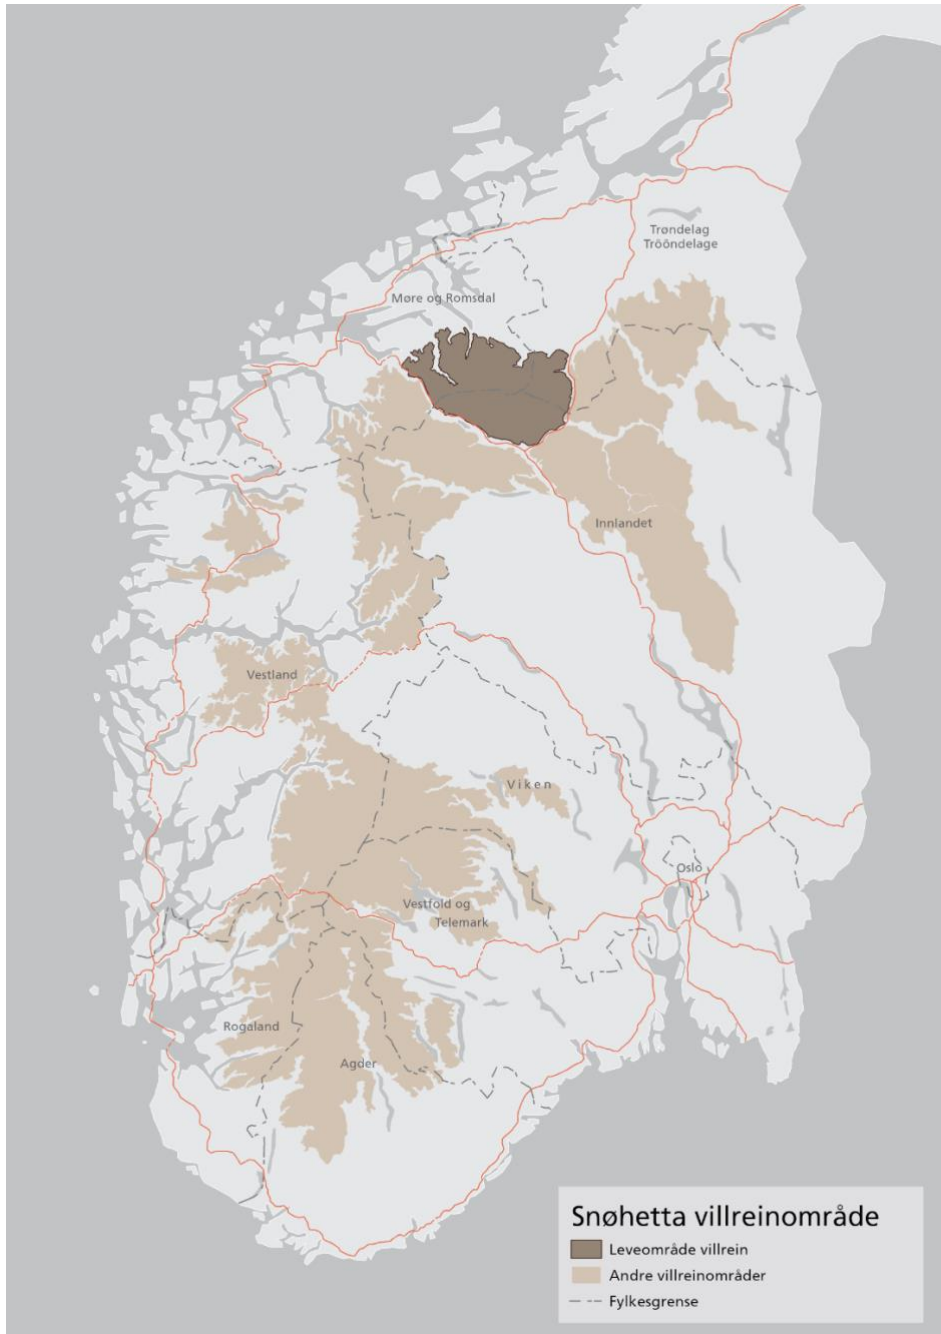 Trøndelag
Trööndelage
Møre og Romsdal
Innlandet
Vestland
Viken
Oslo
Vestfold og
Telemark
Rogaland
Agder
Snøhetta villreinområde
Leveområde villrein
Andre villreinområder
Fylkesgrense